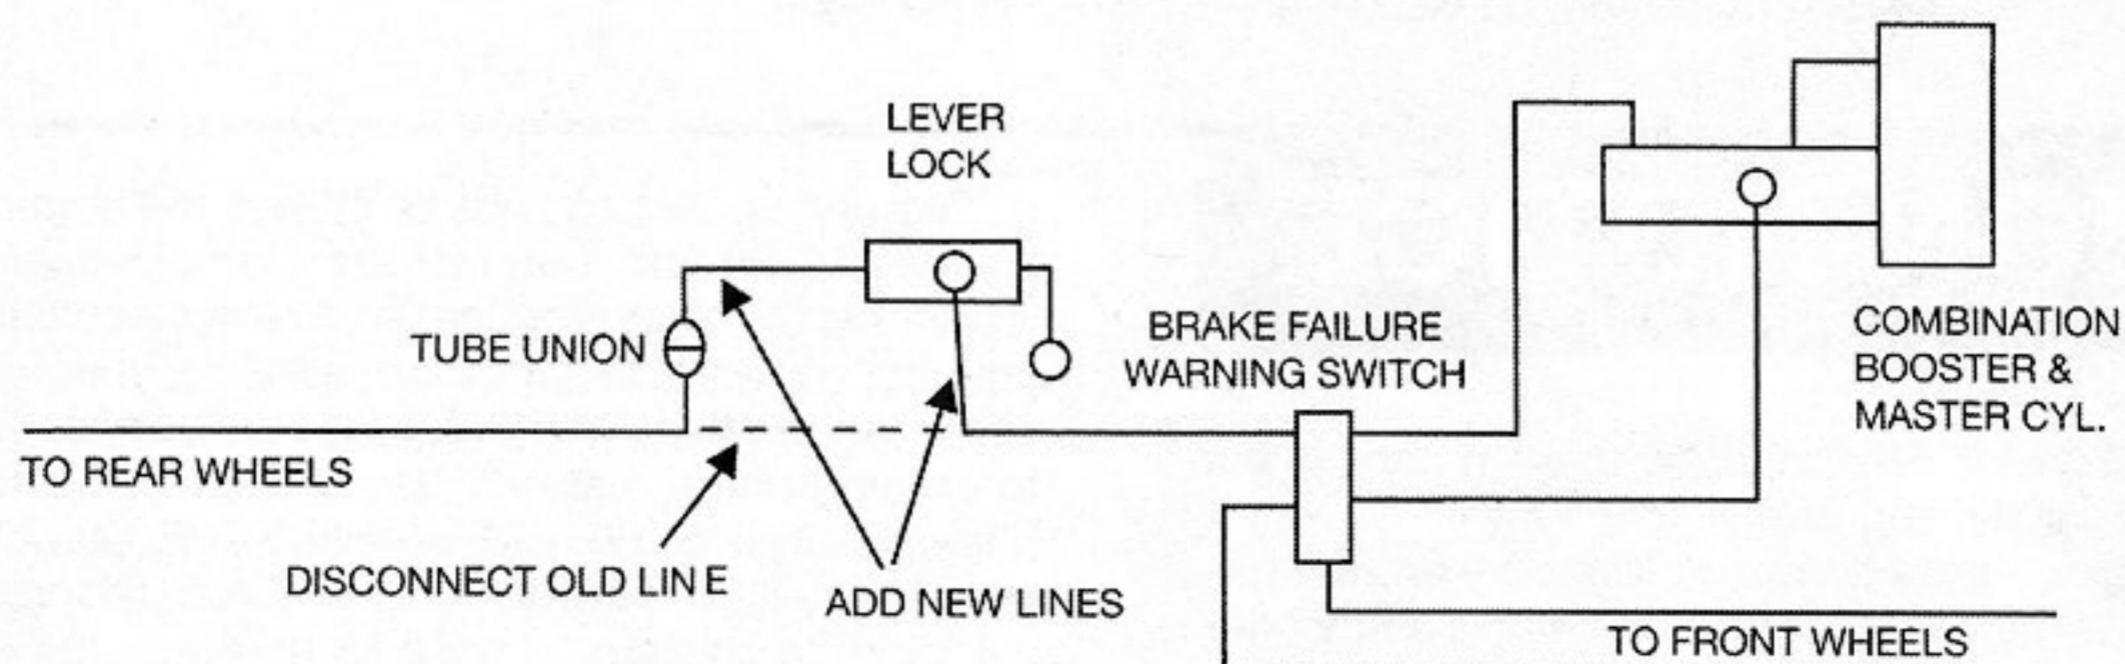 LEVER
LOCK
TUBE UNION
BRAKE FAILURE
WARNING SWITCH
COMBINATION
BOOSTER &
MASTER CYL.
TO REAR WHEELS
DISCONNECT OLD LINE
ADD NEW LINES
TO FRONT WHEELS